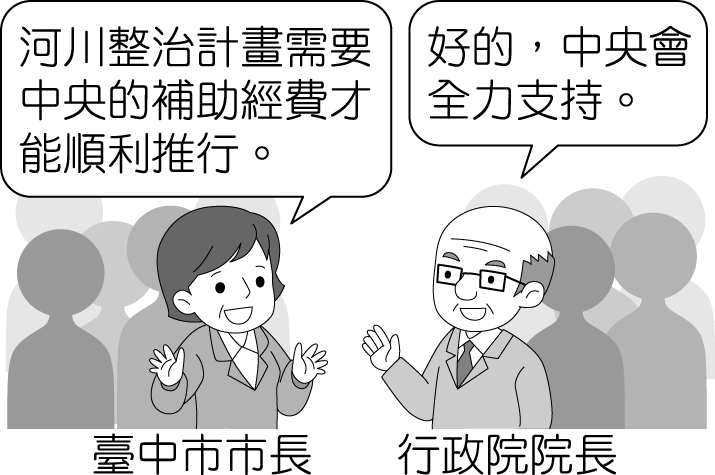 河川整治計畫需要
中央的補助經費才
能順利推行。
好的，中央會
全力支持。
臺中市市長
行政院院長